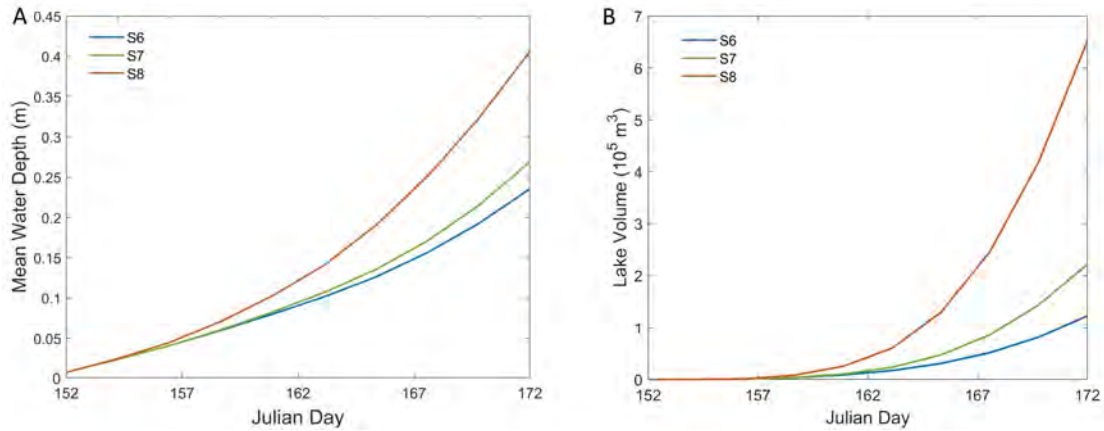 A
0.45
0.4
0.35
0.3
0.25
0.2
0.15
0.1
0.05
0
Mean Water Depth (m)
S6
S7
S8
152
157
162
167
172
Julian Day
B
7
6
5
4
3
2
1
0
Lake Volume (10⁵ m³)
S6
S7
S8
152
157
162
167
172
Julian Day